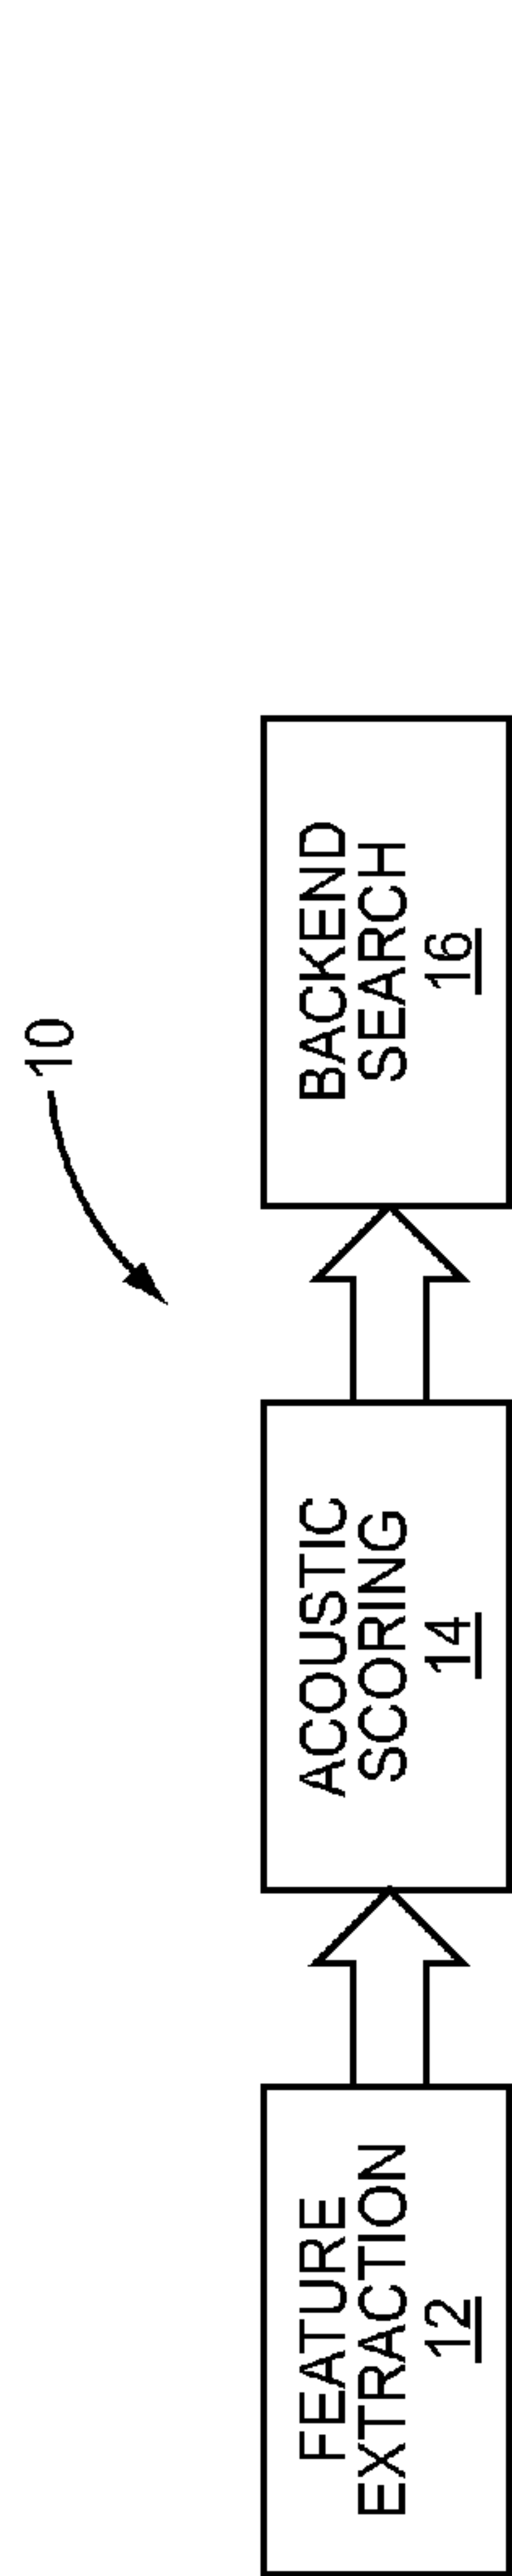 10
FEATURE
EXTRACTION
12
ACOUSTIC
SCORING
14
BACKEND
SEARCH
16